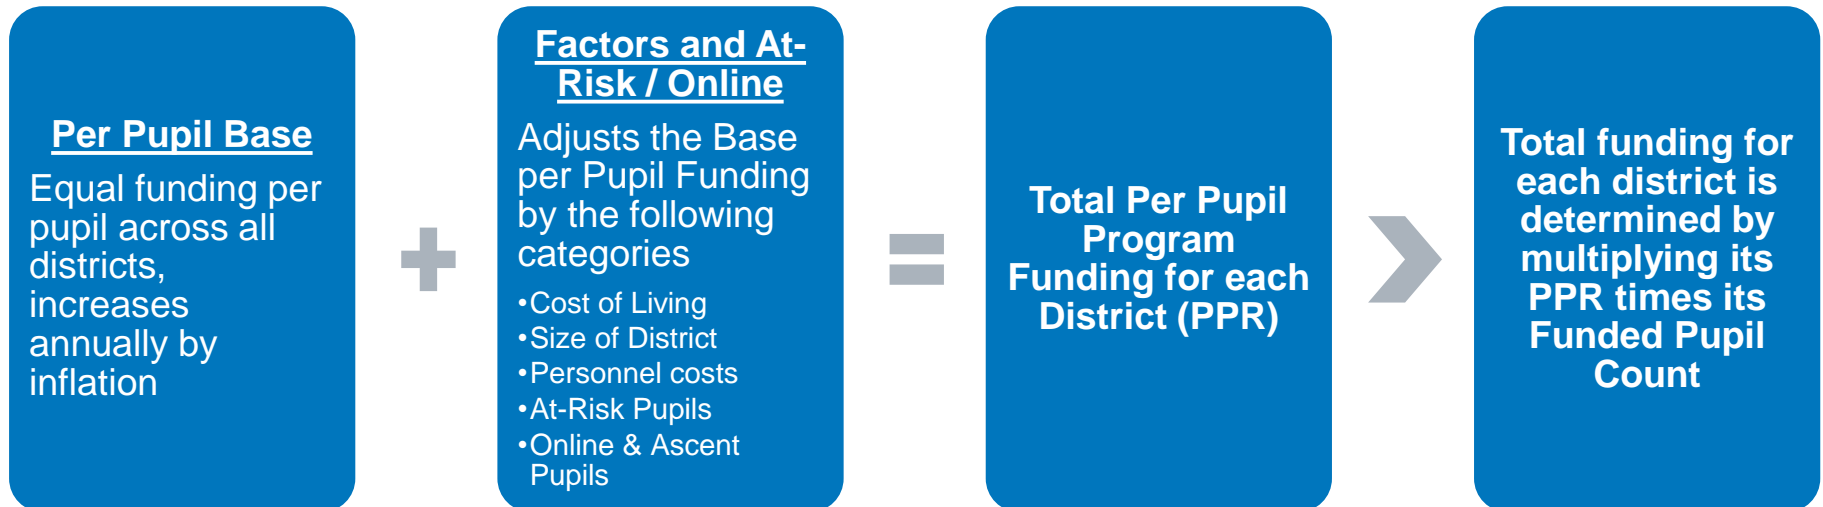 Per Pupil Base
Equal funding per
pupil across all
districts,
increases
annually by
inflation
Factors and At-
Risk / Online
Adjusts the Base
per Pupil Funding
by the following
categories
•Cost of Living
•Size of District
•Personnel costs
•At-Risk Pupils
•Online & Ascent
Pupils
Total Per Pupil
Program
Funding for each
District (PPR)
Total funding for
each district is
determined by
multiplying its
PPR times its
Funded Pupil
Count